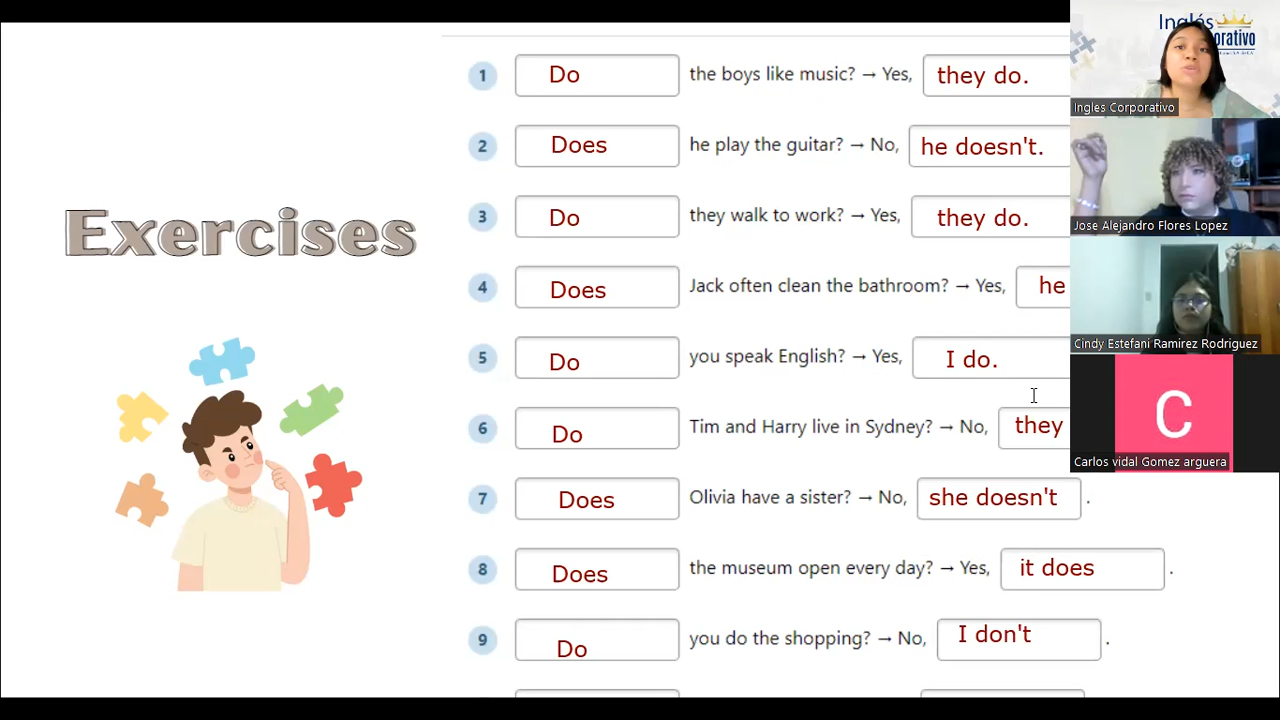 Exercises
1 Do the boys like music? → Yes, they do.
2 Does he play the guitar? → No, he doesn't.
3 Do they walk to work? → Yes, they do.
4 Does Jack often clean the bathroom? → Yes, he
5 Do you speak English? → Yes, I do.
6 Do Tim and Harry live in Sydney? → No, they
7 Does Olivia have a sister? → No, she doesn't .
8 Does the museum open every day? → Yes, it does .
9 Do you do the shopping? → No, I don't .
Inglés
Ingles Corporativo
Jose Alejandro Flores Lopez
Cindy Estefani Ramirez Rodriguez
C
Carlos vidal Gomez arguera